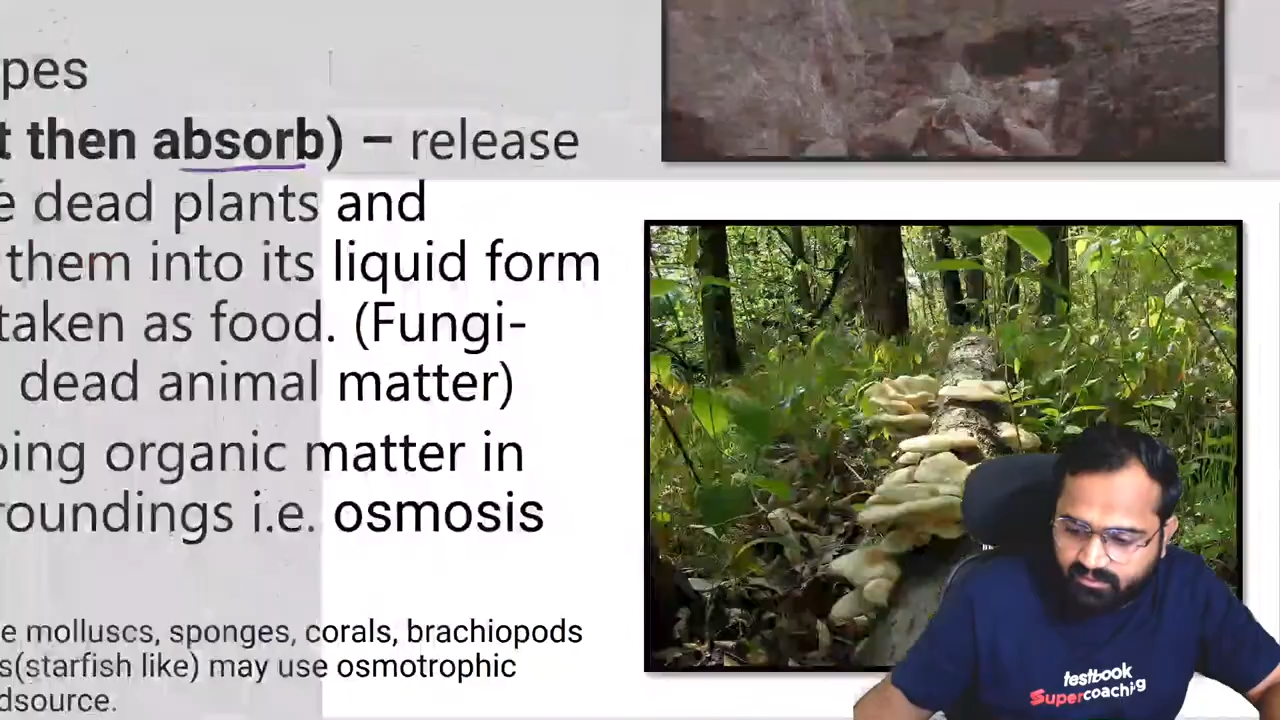 pes
t then absorb) – release
e dead plants and
them into its liquid form
taken as food. (Fungi-
dead animal matter)
bing organic matter in
roundings i.e. osmosis
e molluscs, sponges, corals, brachiopods
s(starfish like) may use osmotrophic
dsource.
testbook
Supercoaching